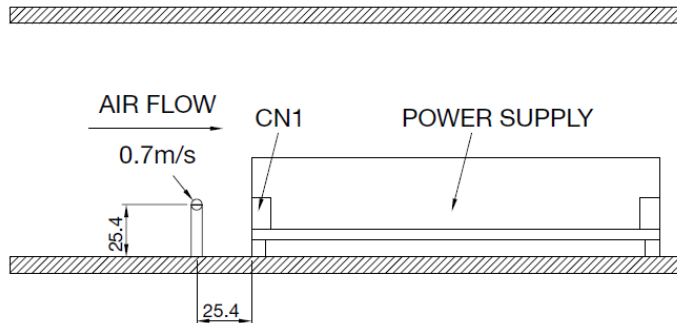 AIR FLOW
CN1
POWER SUPPLY
0.7m/s
25.4
25.4